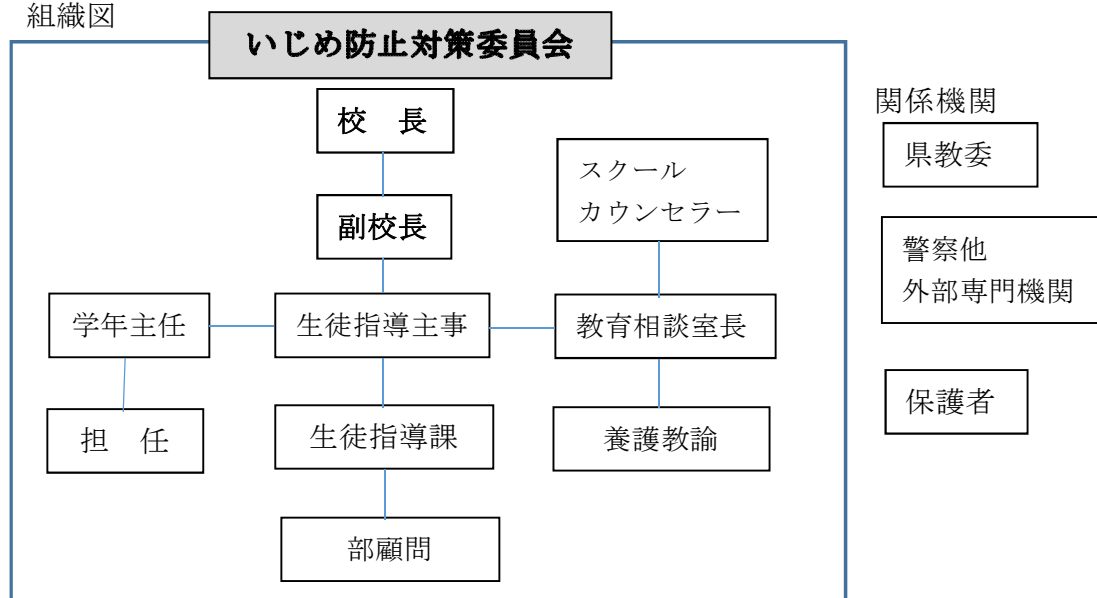 組織図
いじめ防止対策委員会
校　長
副校長
スクール
カウンセラー
学年主任
生徒指導主事
教育相談室長
担　任
生徒指導課
養護教諭
部顧問
関係機関
県教委
警察他
外部専門機関
保護者